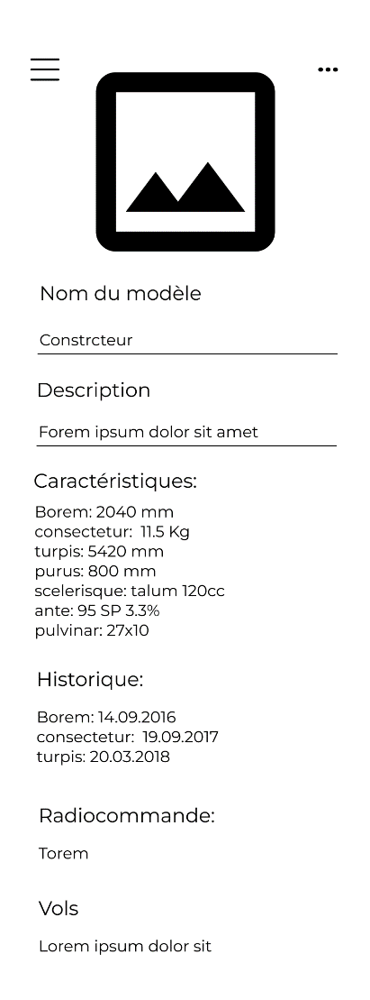 Nom du modèle
Constrcteur
Description
Forem ipsum dolor sit amet
Caractéristiques:
Borem: 2040 mm
consectetur:  11.5 Kg
turpis: 5420 mm
purus: 800 mm
scelerisque: talum 120cc
ante: 95 SP 3.3%
pulvinar: 27x10
Historique:
Borem: 14.09.2016
consectetur:  19.09.2017
turpis: 20.03.2018
Radiocommande:
Torem
Vols
Lorem ipsum dolor sit